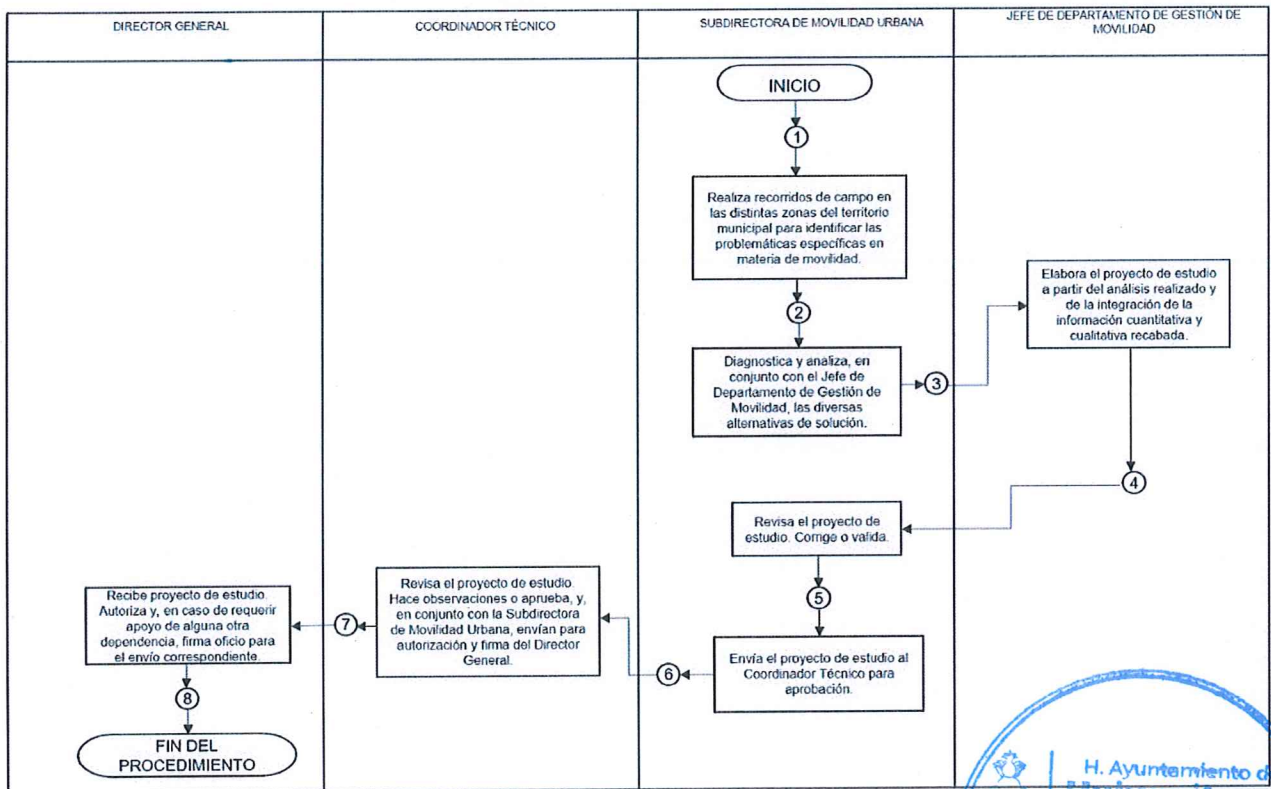 DIRECTOR GENERAL
COORDINADOR TÉCNICO
SUBDIRECTORA DE MOVILIDAD URBANA
JEFE DE DEPARTAMENTO DE GESTIÓN DE
MOVILIDAD
INICIO
1
Realiza recorridos de campo en
las distintas zonas del territorio
municipal para identificar las
problemáticas específicas en
materia de movilidad.
2
Diagnostica y analiza, en
conjunto con el Jefe de
Departamento de Gestión de
Movilidad, las diversas
alternativas de solución.
3
Elabora el proyecto de estudio
a partir del análisis realizado y
de la integración de la
información cuantitativa y
cualitativa recabada.
4
Revisa el proyecto de
estudio. Corrige o valida.
5
Envía el proyecto de estudio al
Coordinador Técnico para
aprobación.
6
Revisa el proyecto de estudio.
Hace observaciones o aprueba, y,
en conjunto con la Subdirectora
de Movilidad Urbana, envían para
autorización y firma del Director
General.
7
Recibe proyecto de estudio.
Autoriza y, en caso de requerir
apoyo de alguna otra
dependencia, firma oficio para
el envío correspondiente.
8
FIN DEL
PROCEDIMIENTO
H. Ayuntamiento d